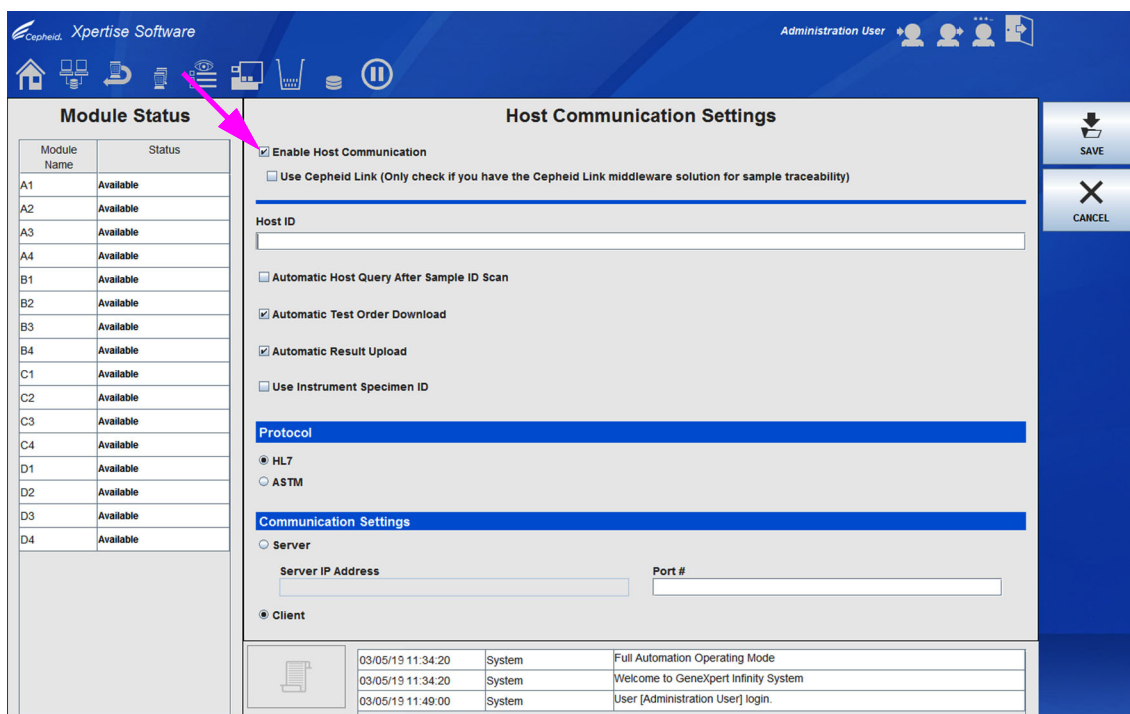 Cepheid. Xpertise Software
Administration User
Module Status
Module Name Status
A1 Available
A2 Available
A3 Available
A4 Available
B1 Available
B2 Available
B3 Available
B4 Available
C1 Available
C2 Available
C3 Available
C4 Available
D1 Available
D2 Available
D3 Available
D4 Available
Host Communication Settings
Enable Host Communication
Use Cepheid Link (Only check if you have the Cepheid Link middleware solution for sample traceability)
Host ID
Automatic Host Query After Sample ID Scan
Automatic Test Order Download
Automatic Result Upload
Use Instrument Specimen ID
Protocol
HL7
ASTM
Communication Settings
Server
Server IP Address Port #
Client
03/05/19 11:34:20 System Full Automation Operating Mode
03/05/19 11:34:20 System Welcome to GeneXpert Infinity System
03/05/19 11:49:00 System User [Administration User] login.
SAVE
CANCEL